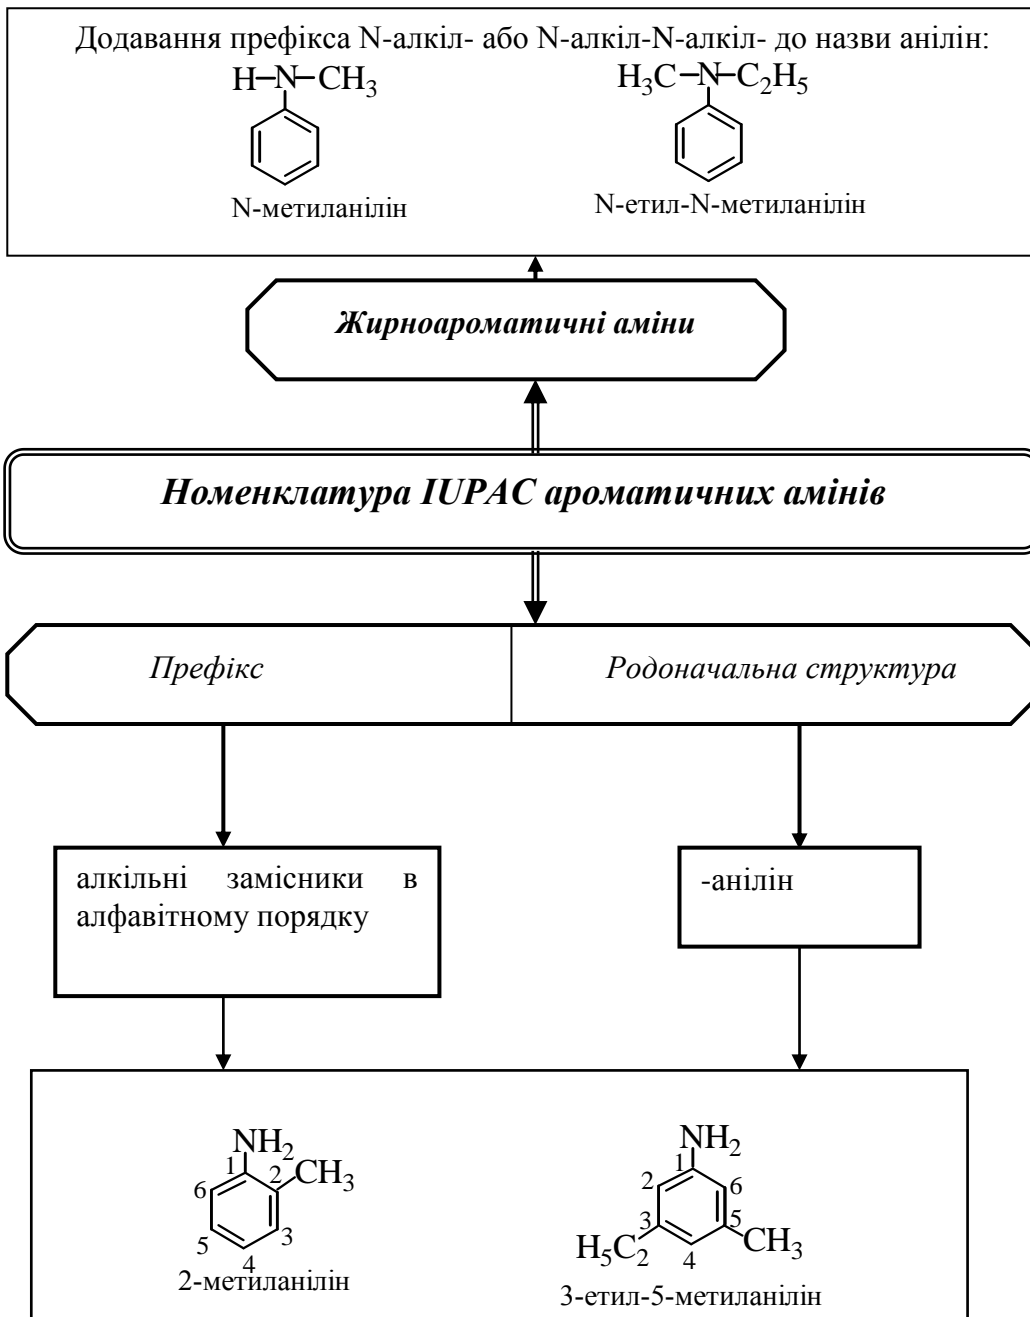 Додавання префікса N-алкіл- або N-алкіл-N-алкіл- до назви анілін:
H–N–CH3
H3C–N–C2H5
N-метиланілін
N-етил-N-метиланілін
Жирноароматичні аміни
Номенклатура IUPAC ароматичних амінів
Префікс
Родоначальна структура
алкільні замісники в
алфавітному порядку
-анілін
NH2
1
2
CH3
6
5
3
4
2-метиланілін
NH2
1
2
6
3
5
H5C2
4
CH3
3-етил-5-метиланілін